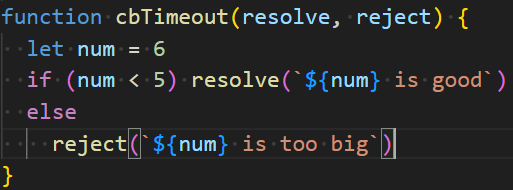 function cbTimeout(resolve, reject) {
  let num = 6
  if (num < 5) resolve(`${num} is good`)
  else
    reject(`${num} is too big`)
}